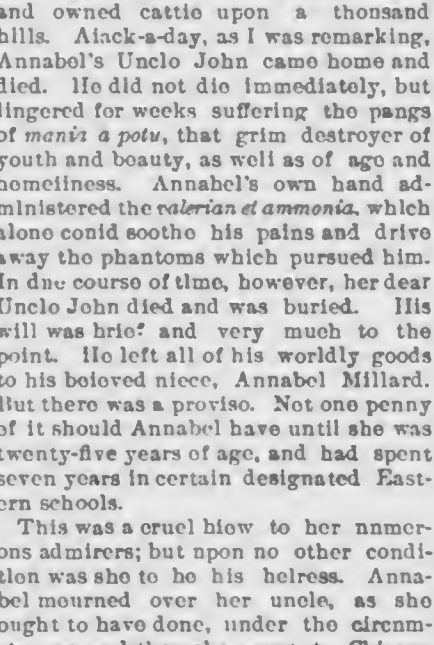 and owned cattle upon a thousand
hills. Alack-a-day, as I was remarking,
Annabel's Uncle John came home and
died. He did not die immediately, but
lingered for weeks suffering the pangs
of mania a potu, that grim destroyer of
youth and beauty, as well as of age and
homeliness. Annabel's own hand ad-
ministered the valerian et ammonia, which
alone could soothe his pains and drive
away the phantoms which pursued him.
In due course of time, however, her dear
Uncle John died and was buried. His
will was brief and very much to the
point. He left all of his worldly goods
to his beloved niece, Annabel Millard.
But there was a proviso. Not one penny
of it should Annabel have until she was
twenty-five years of age, and had spent
seven years in certain designated East-
ern schools.
This was a cruel blow to her numer-
ous admirers; but upon no other condi-
tion was she to be his heiress. Anna-
bel mourned over her uncle, as she
ought to have done, under the circum-